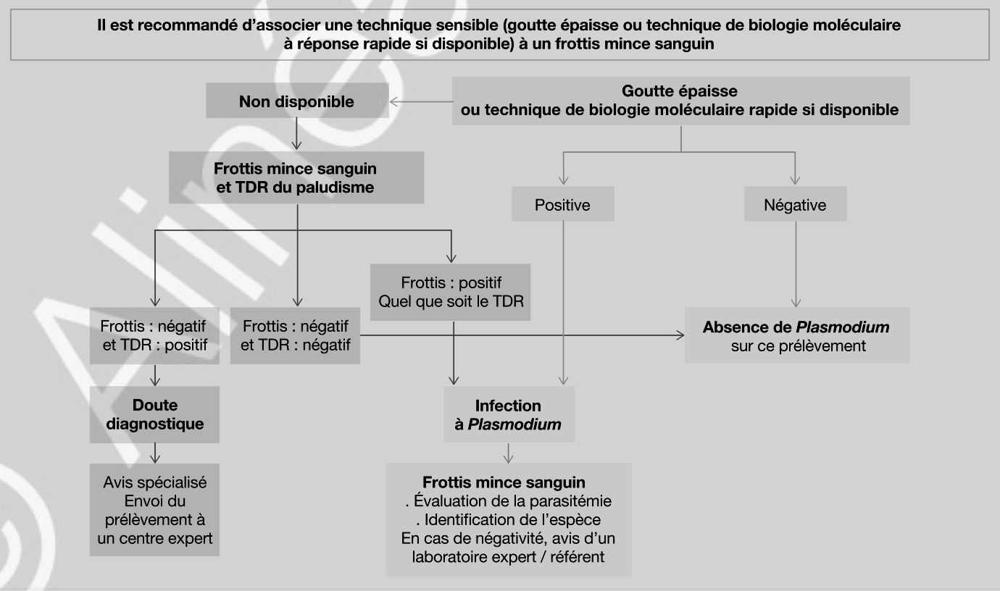 Il est recommandé d’associer une technique sensible (goutte épaisse ou technique de biologie moléculaire
à réponse rapide si disponible) à un frottis mince sanguin
Non disponible
Goutte épaisse
ou technique de biologie moléculaire rapide si disponible
Frottis mince sanguin
et TDR du paludisme
Positive
Négative
Frottis : positif
Quel que soit le TDR
Frottis : négatif
et TDR : positif
Frottis : négatif
et TDR : négatif
Absence de Plasmodium
sur ce prélèvement
Doute
diagnostique
Infection
à Plasmodium
Avis spécialisé
Envoi du
prélèvement à
un centre expert
Frottis mince sanguin
. Évaluation de la parasitémie
. Identification de l’espèce
En cas de négativité, avis d’un
laboratoire expert / référent
© Aliné